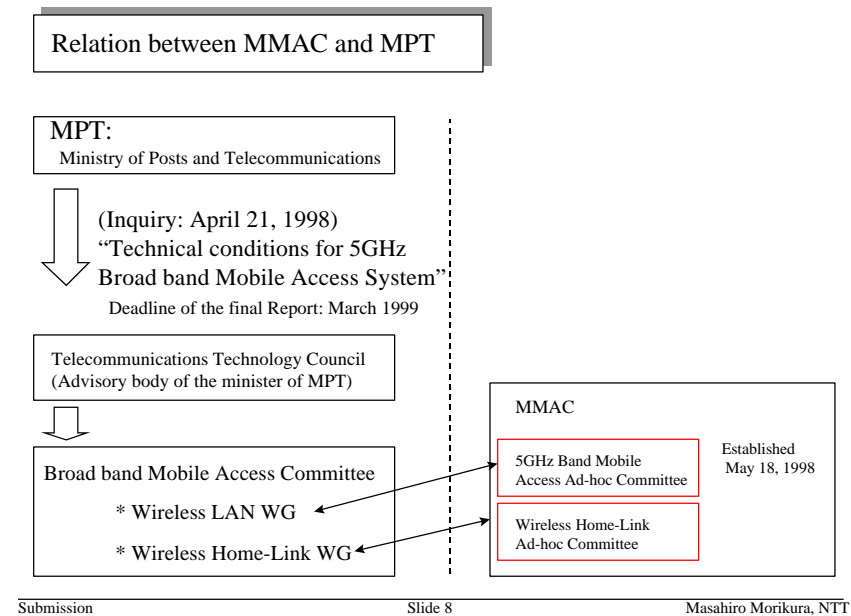 Relation between MMAC and MPT
MPT:
Ministry of Posts and Telecommunications
(Inquiry: April 21, 1998)
“Technical conditions for 5GHz
Broad band Mobile Access System”
Deadline of the final Report: March 1999
Telecommunications Technology Council
(Advisory body of the minister of MPT)
Broad band Mobile Access Committee
* Wireless LAN WG
* Wireless Home-Link WG
MMAC
5GHz Band Mobile
Access Ad-hoc Committee
Established
May 18, 1998
Wireless Home-Link
Ad-hoc Committee
Submission
Slide 8
Masahiro Morikura, NTT